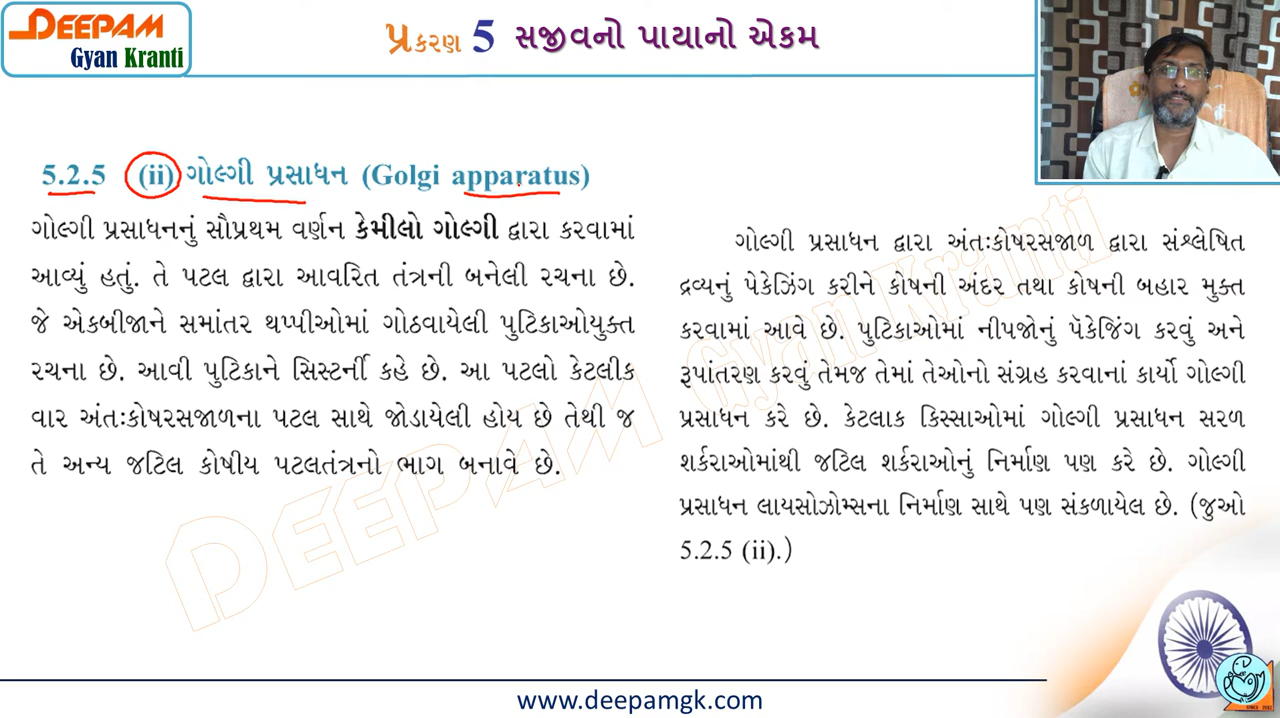 DEEPAM
Gyan Kranti
પ્રકરણ 5 સજીવનો પાયાનો એકમ
5.2.5 (ii) ગોલ્ગી પ્રસાધન (Golgi apparatus)
ગોલ્ગી પ્રસાધનનું સૌપ્રથમ વર્ણન કેમીલો ગોલ્ગી દ્વારા કરવામાં
આવ્યું હતું. તે પટલ દ્વારા આવરિત તંત્રની બનેલી રચના છે.
જે એકબીજાને સમાંતર થપ્પીઓમાં ગોઠવાયેલી પુટિકાઓયુક્ત
રચના છે. આવી પુટિકાને સિસ્ટર્ની કહે છે. આ પટલો કેટલીક
વાર અંતઃકોષરસજાળના પટલ સાથે જોડાયેલી હોય છે તેથી જ
તે અન્ય જટિલ કોષીય પટલતંત્રનો ભાગ બનાવે છે.
ગોલ્ગી પ્રસાધન દ્વારા અંતઃકોષરસજાળ દ્વારા સંશ્લેષિત
દ્રવ્યનું પેકેઝિંગ કરીને કોષની અંદર તથા કોષની બહાર મુક્ત
કરવામાં આવે છે. પુટિકાઓમાં નીપજોનું પૅકેજિંગ કરવું અને
રૂપાંતરણ કરવું તેમજ તેમાં તેઓનો સંગ્રહ કરવાનાં કાર્યો ગોલ્ગી
પ્રસાધન કરે છે. કેટલાક કિસ્સાઓમાં ગોલ્ગી પ્રસાધન સરળ
શર્કરાઓમાંથી જટિલ શર્કરાઓનું નિર્માણ પણ કરે છે. ગોલ્ગી
પ્રસાધન લાયસોઝોમ્સના નિર્માણ સાથે પણ સંકળાયેલ છે. (જુઓ
5.2.5 (ii).)
DEEPAM Gyan Kranti
www.deepamgk.com